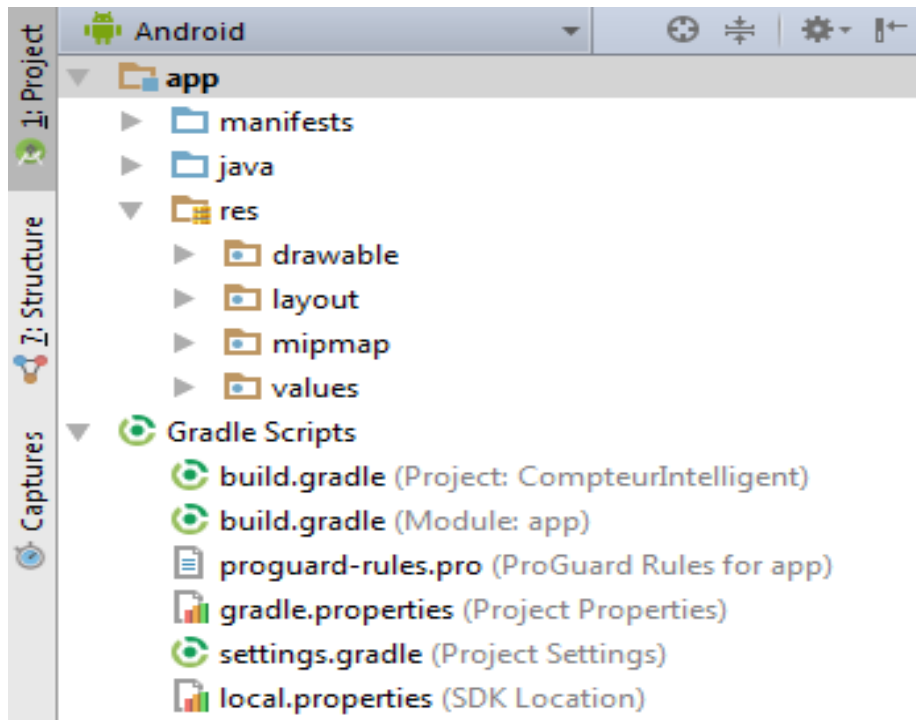 Android
1: Project
7: Structure
Captures
app
manifests
java
res
drawable
layout
mipmap
values
Gradle Scripts
build.gradle (Project: CompteurIntelligent)
build.gradle (Module: app)
proguard-rules.pro (ProGuard Rules for app)
gradle.properties (Project Properties)
settings.gradle (Project Settings)
local.properties (SDK Location)